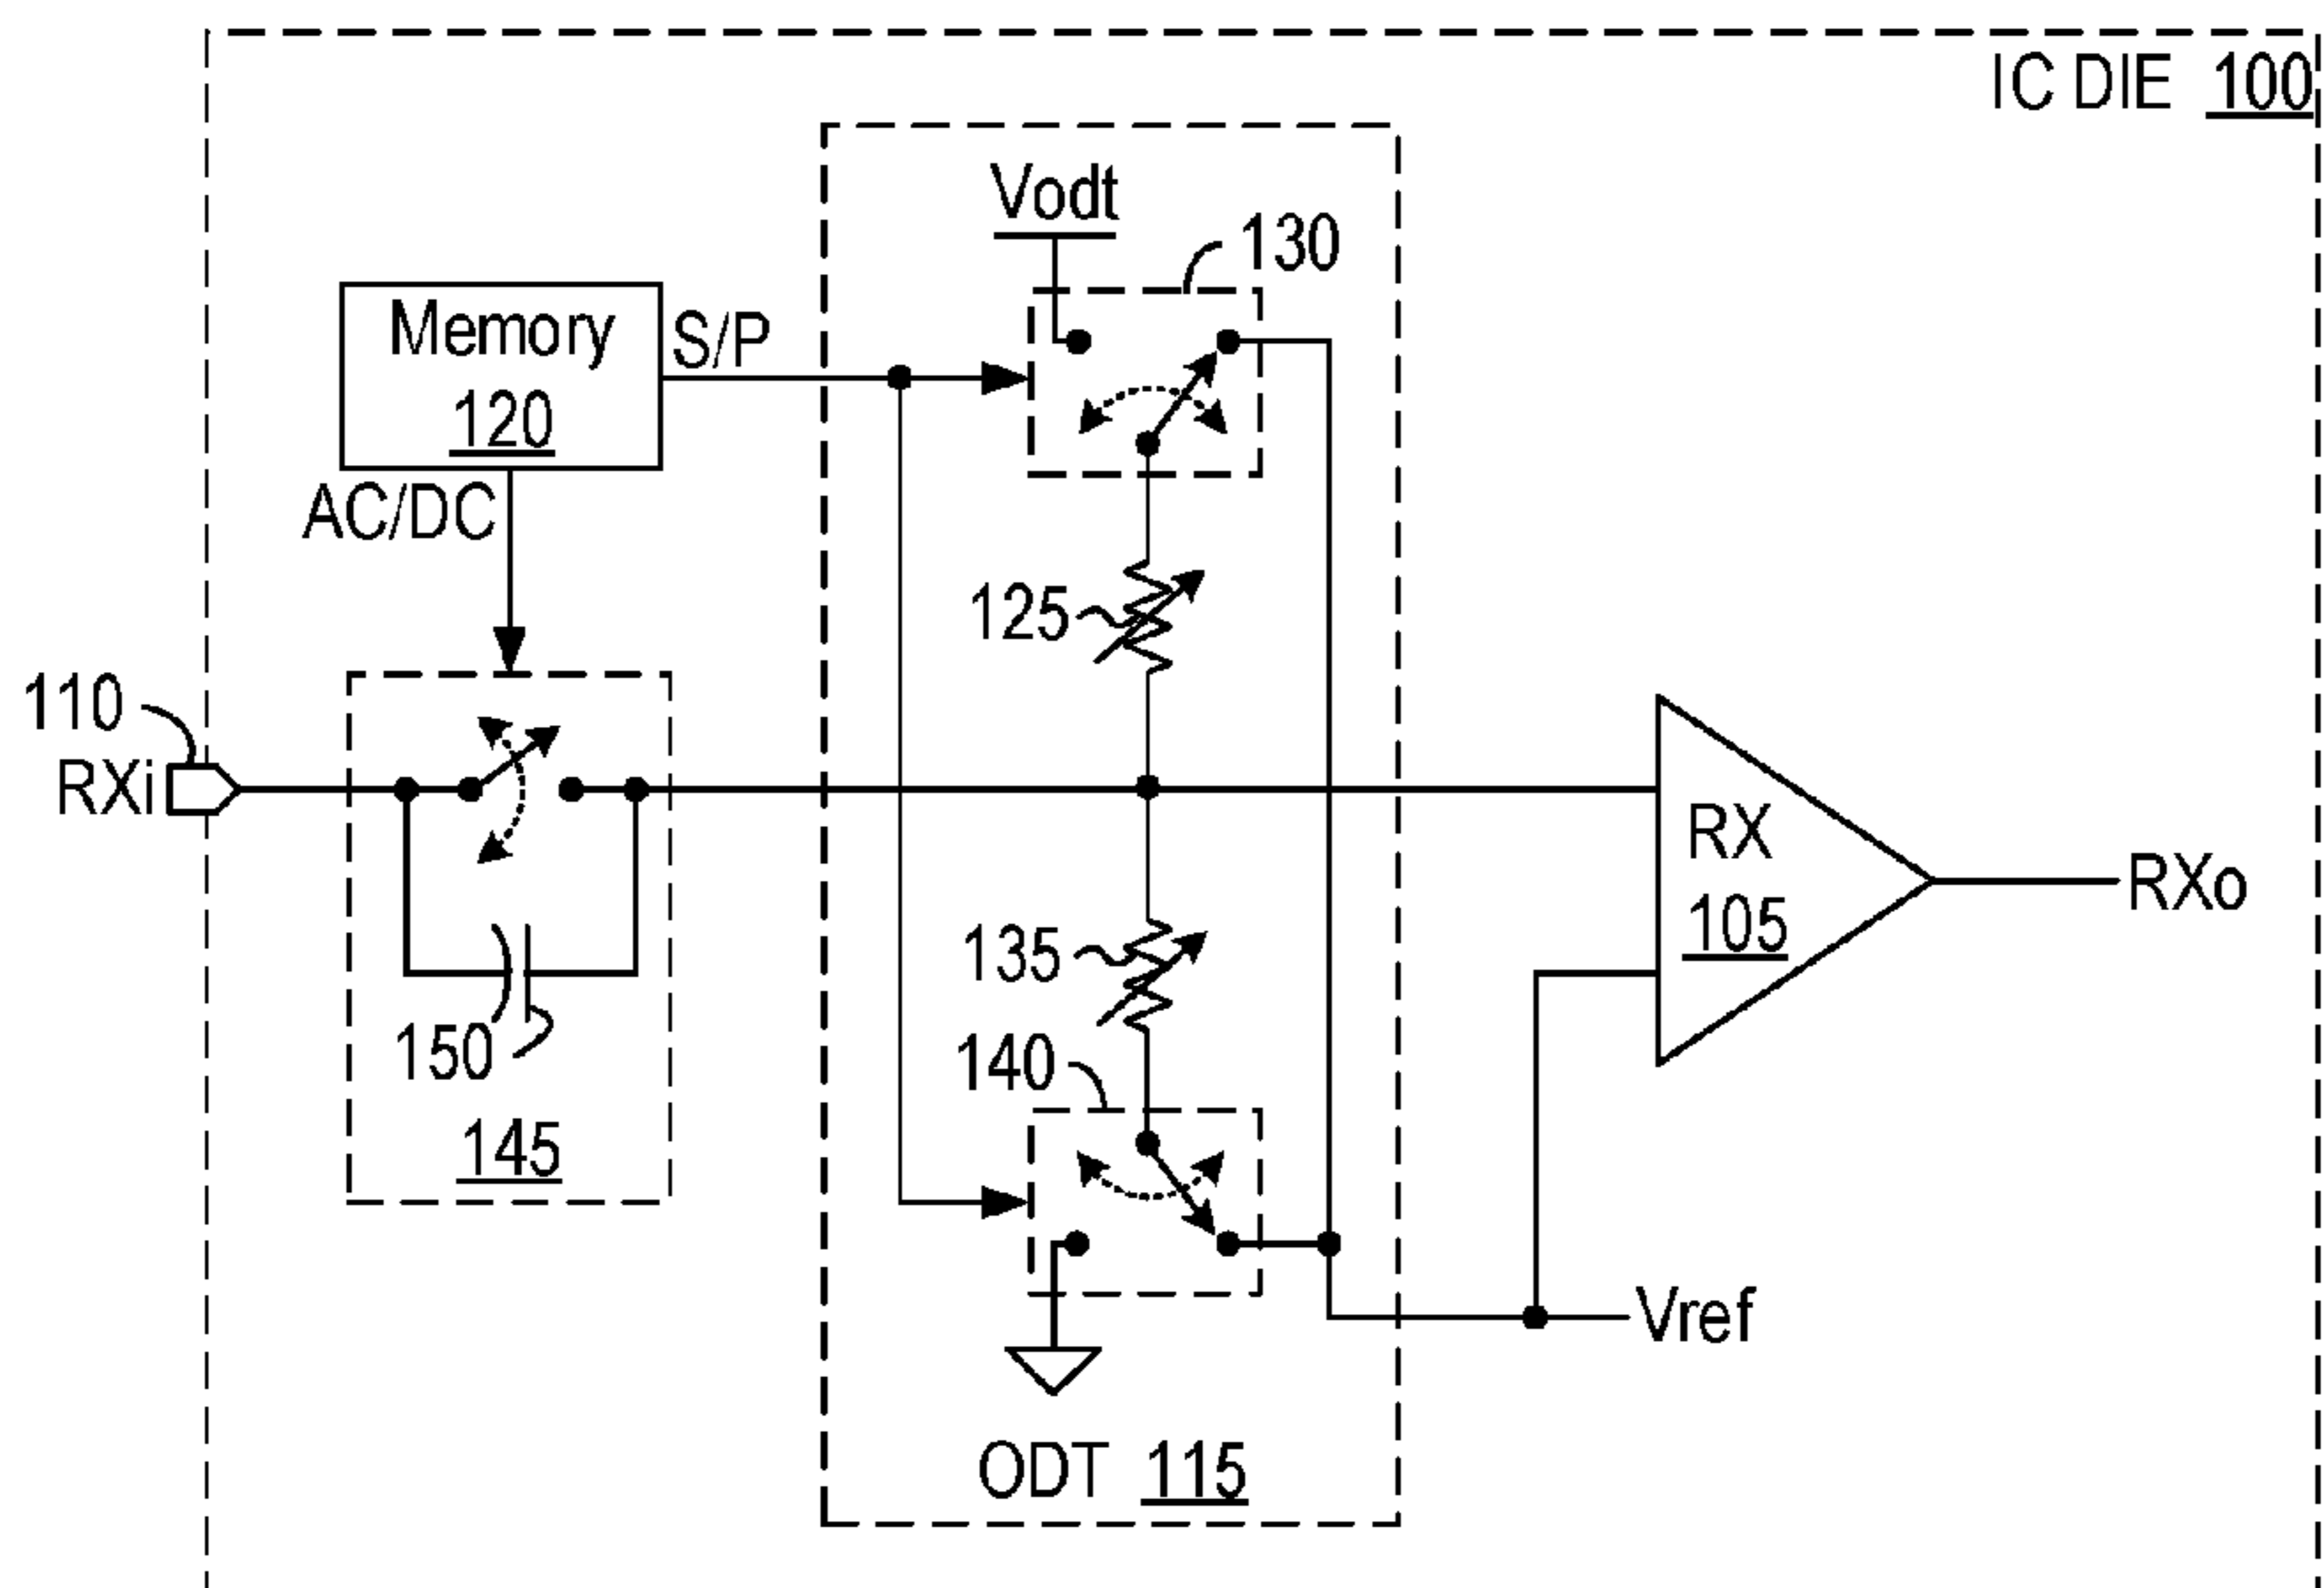 IC DIE 100
Vodt
130
Memory
120
S/P
AC/DC
125
110
RXi
RX
105
RXo
135
150
140
145
Vref
ODT 115